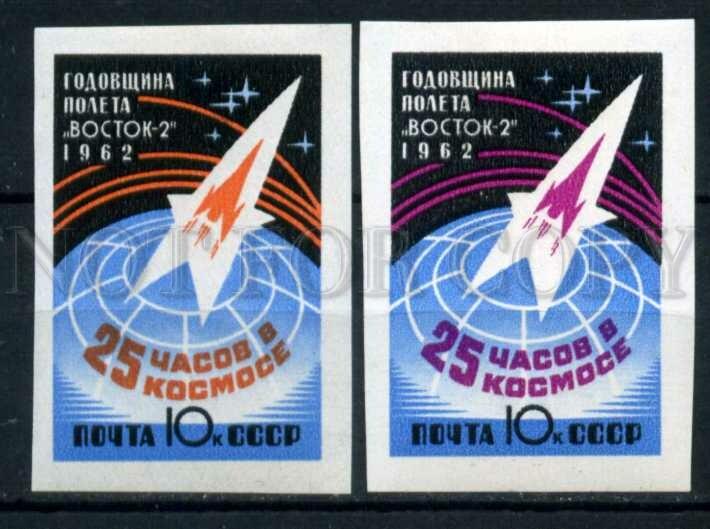 ГОДОВЩИНА
ПОЛЕТА
„ВОСТОК-2"
1962
25 ЧАСОВ В
КОСМОСЕ
ПОЧТА 10к СССР
ГОДОВЩИНА
ПОЛЕТА
„ВОСТОК-2"
1962
25 ЧАСОВ В
КОСМОСЕ
ПОЧТА 10к СССР
NOT FOR COPY